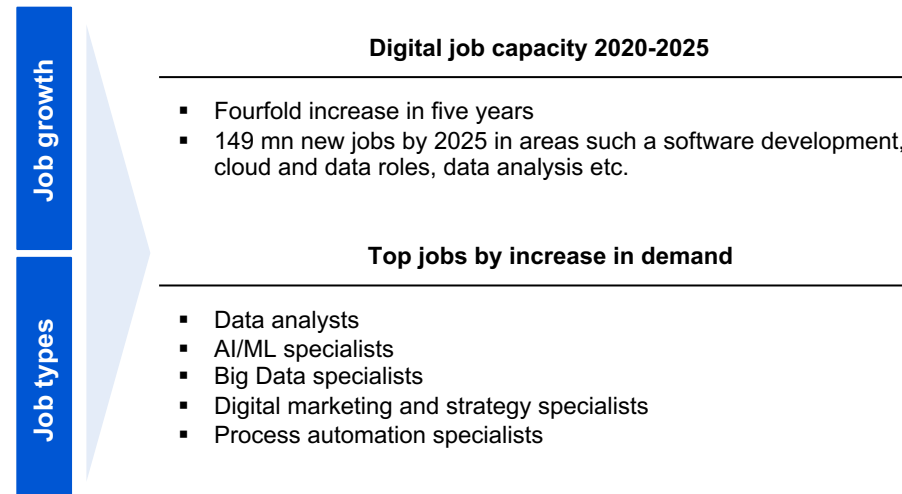 Job growth
Digital job capacity 2020-2025
▪ Fourfold increase in five years
▪ 149 mn new jobs by 2025 in areas such a software development,
cloud and data roles, data analysis etc.
Job types
Top jobs by increase in demand
▪ Data analysts
▪ AI/ML specialists
▪ Big Data specialists
▪ Digital marketing and strategy specialists
▪ Process automation specialists